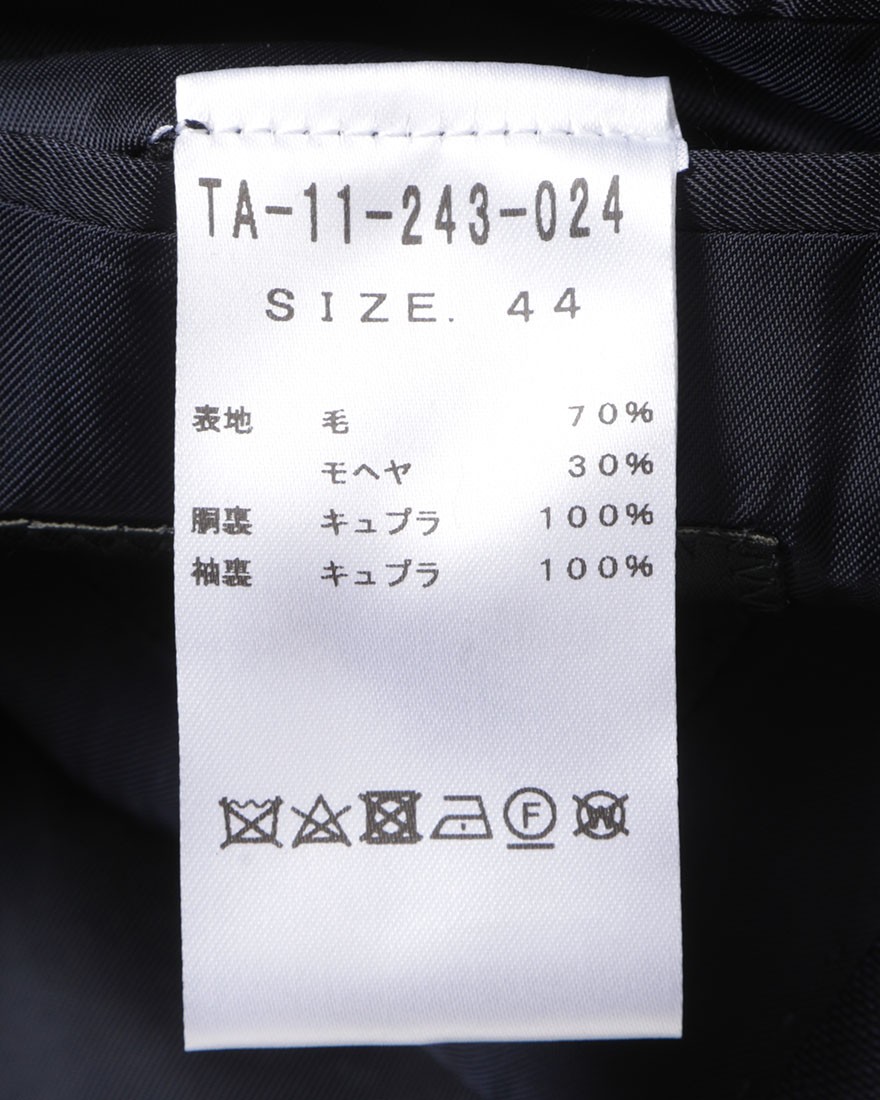 TA-11-243-024
SIZE. 44
表地 毛 70%
モヘヤ 30%
胴裏 キュプラ 100%
袖裏 キュプラ 100%
F W